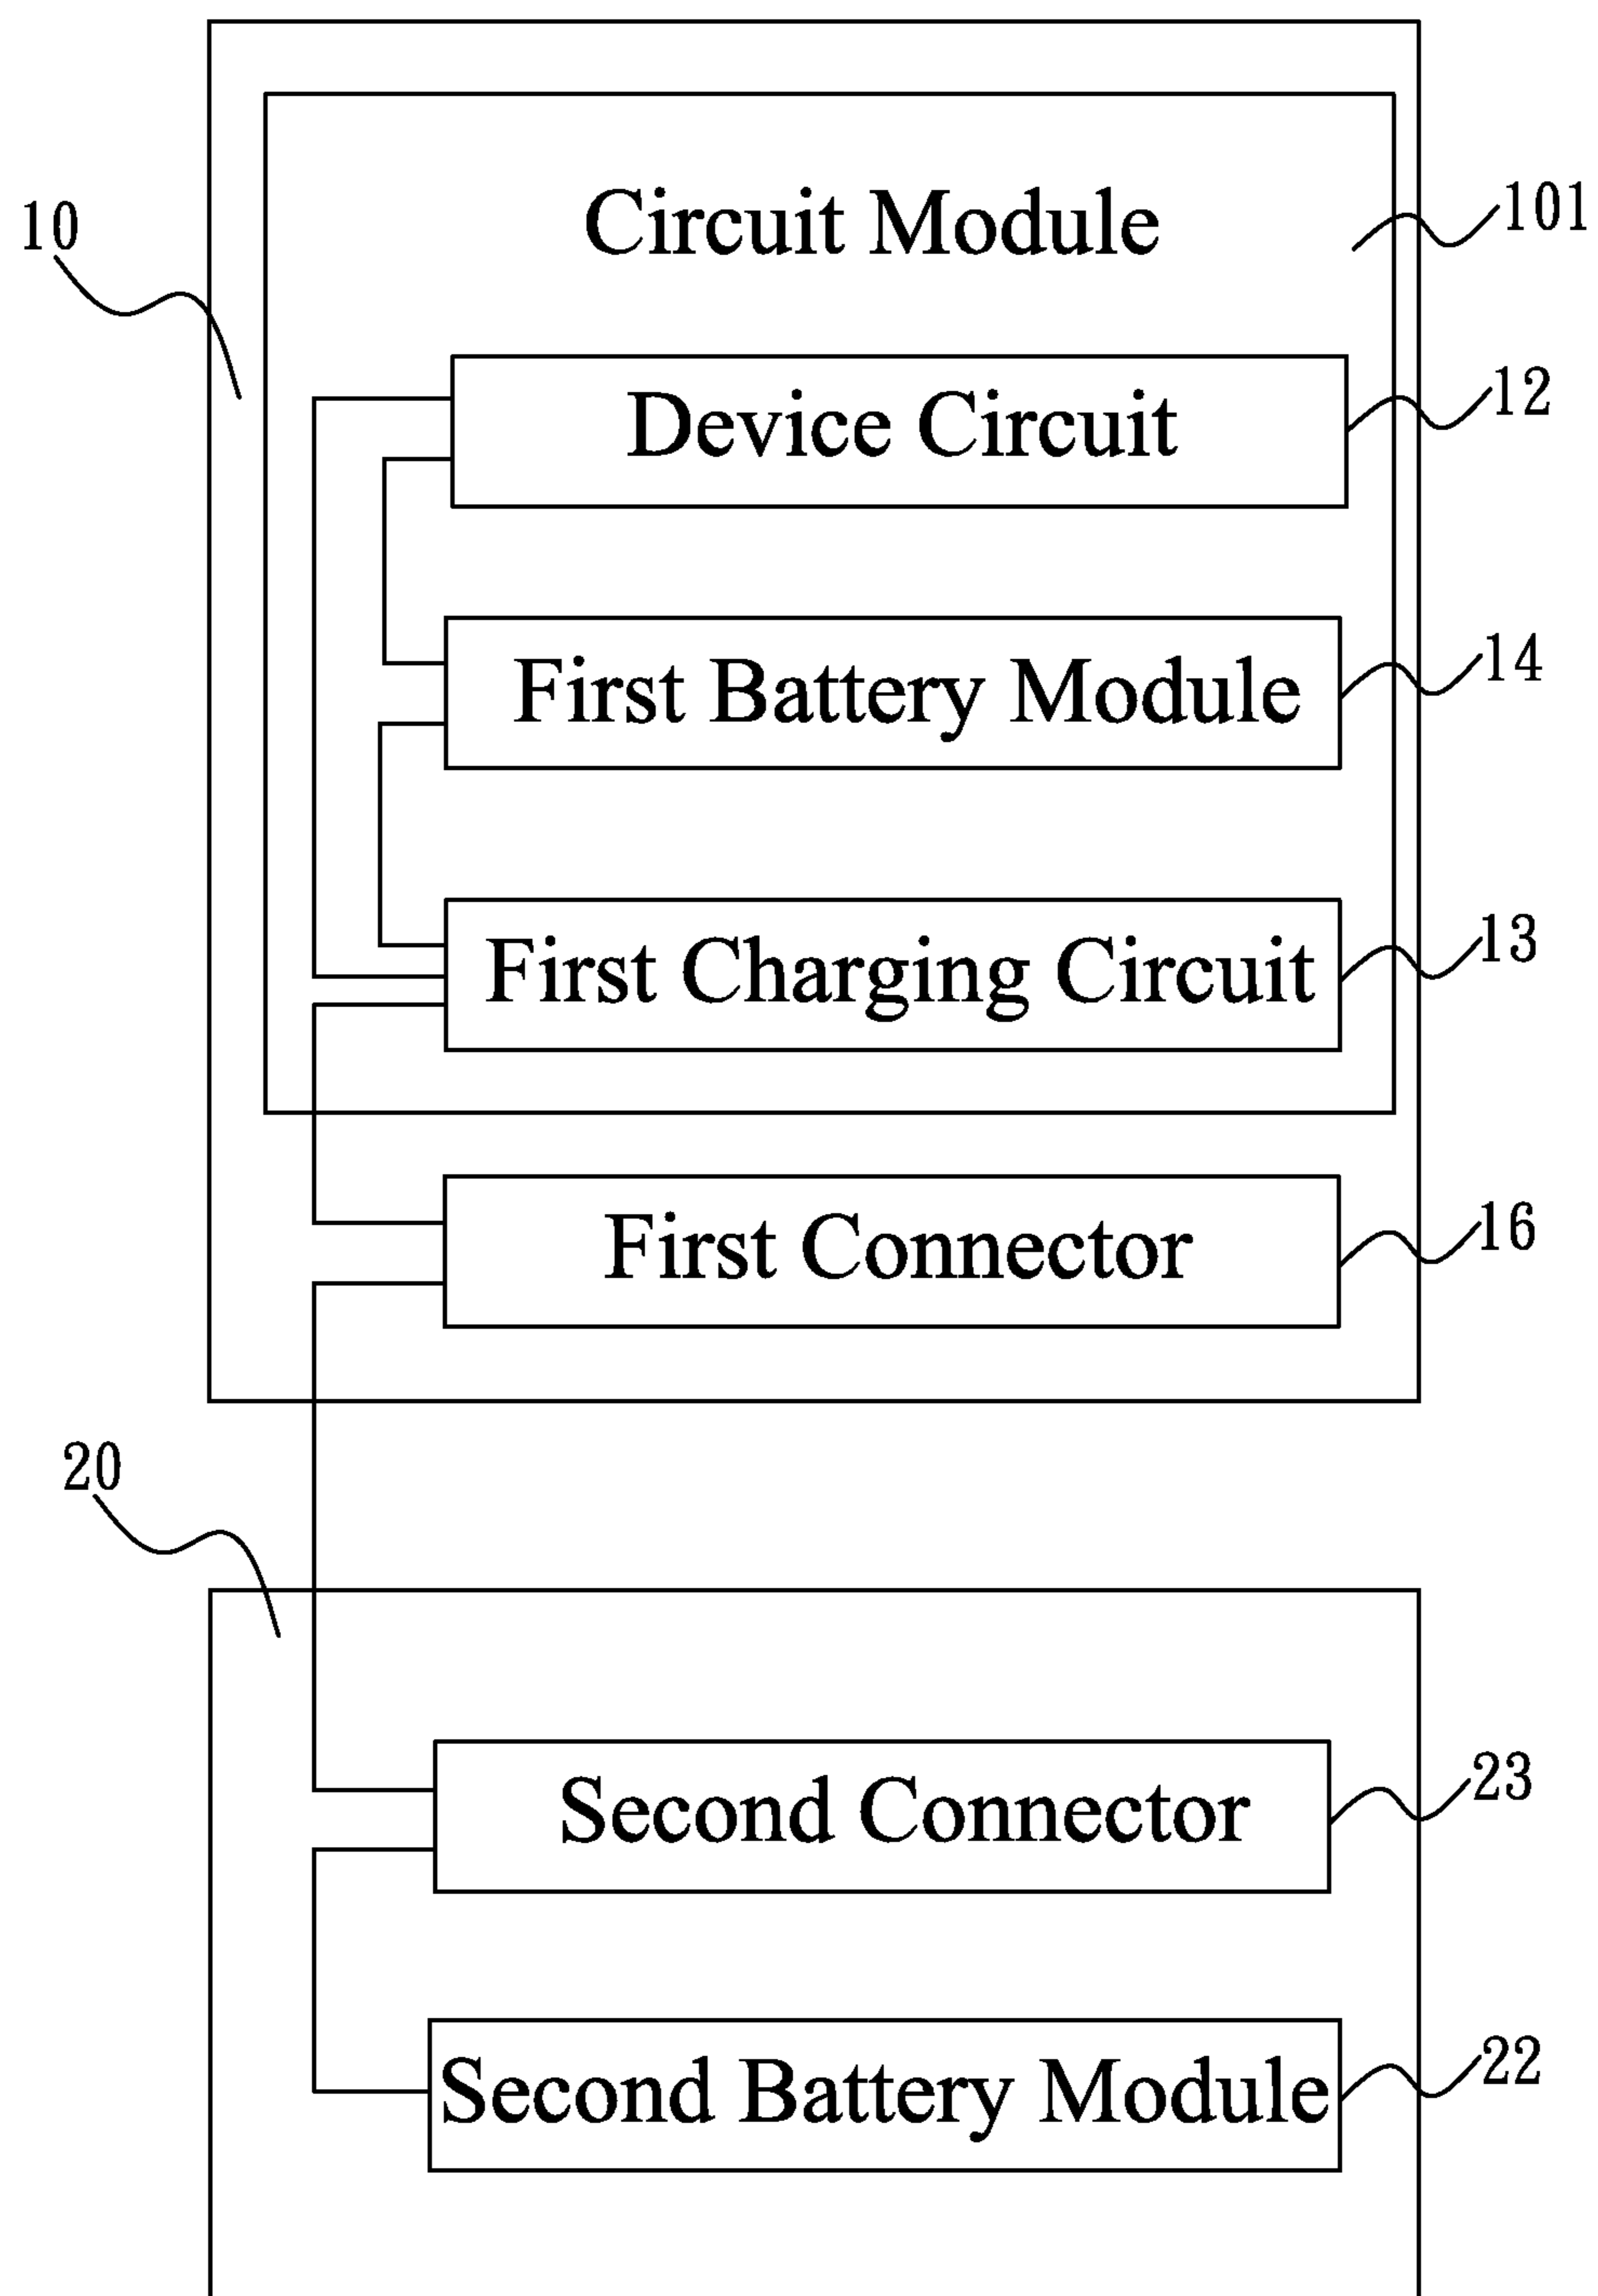 Circuit Module
101
10
Device Circuit
12
First Battery Module
14
First Charging Circuit
13
First Connector
16
20
Second Connector
23
Second Battery Module
22